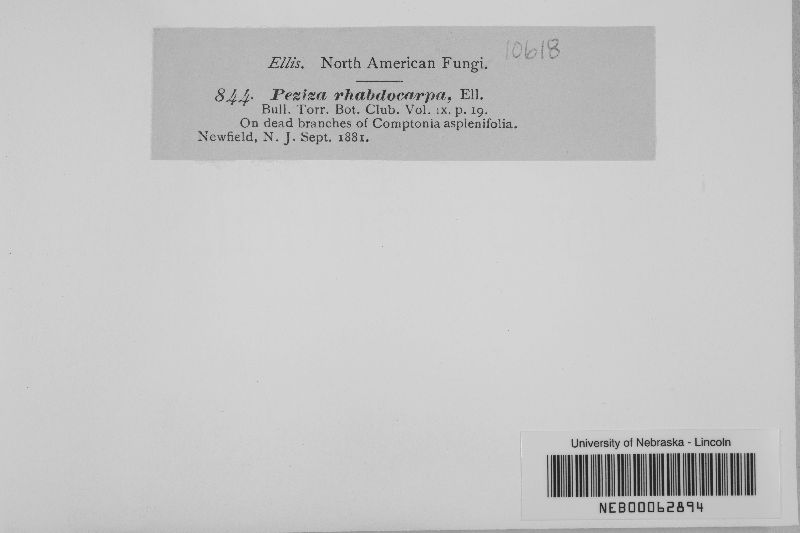 Ellis. North American Fungi.
10618
844. Peziza rhabdocarpa, Ell.
Bull. Torr. Bot. Club. Vol. IX. p. 19.
On dead branches of Comptonia asplenifolia.
Newfield, N. J. Sept. 1881.
University of Nebraska - Lincoln
NEB00062894